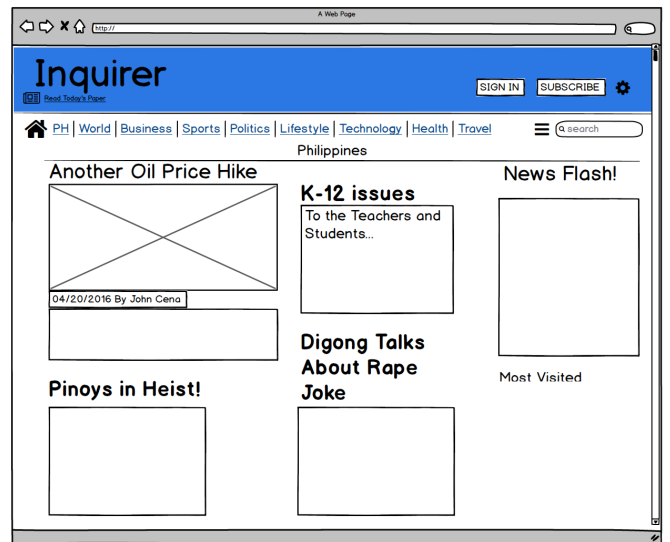 A Web Page
http://
Inquirer
Read Today's Paper
SIGN IN
SUBSCRIBE
PH | World | Business | Sports | Politics | Lifestyle | Technology | Health | Travel
search
Philippines
Another Oil Price Hike
04/20/2016 By John Cena
Pinoys in Heist!
K-12 issues
To the Teachers and
Students...
Digong Talks
About Rape
Joke
News Flash!
Most Visited